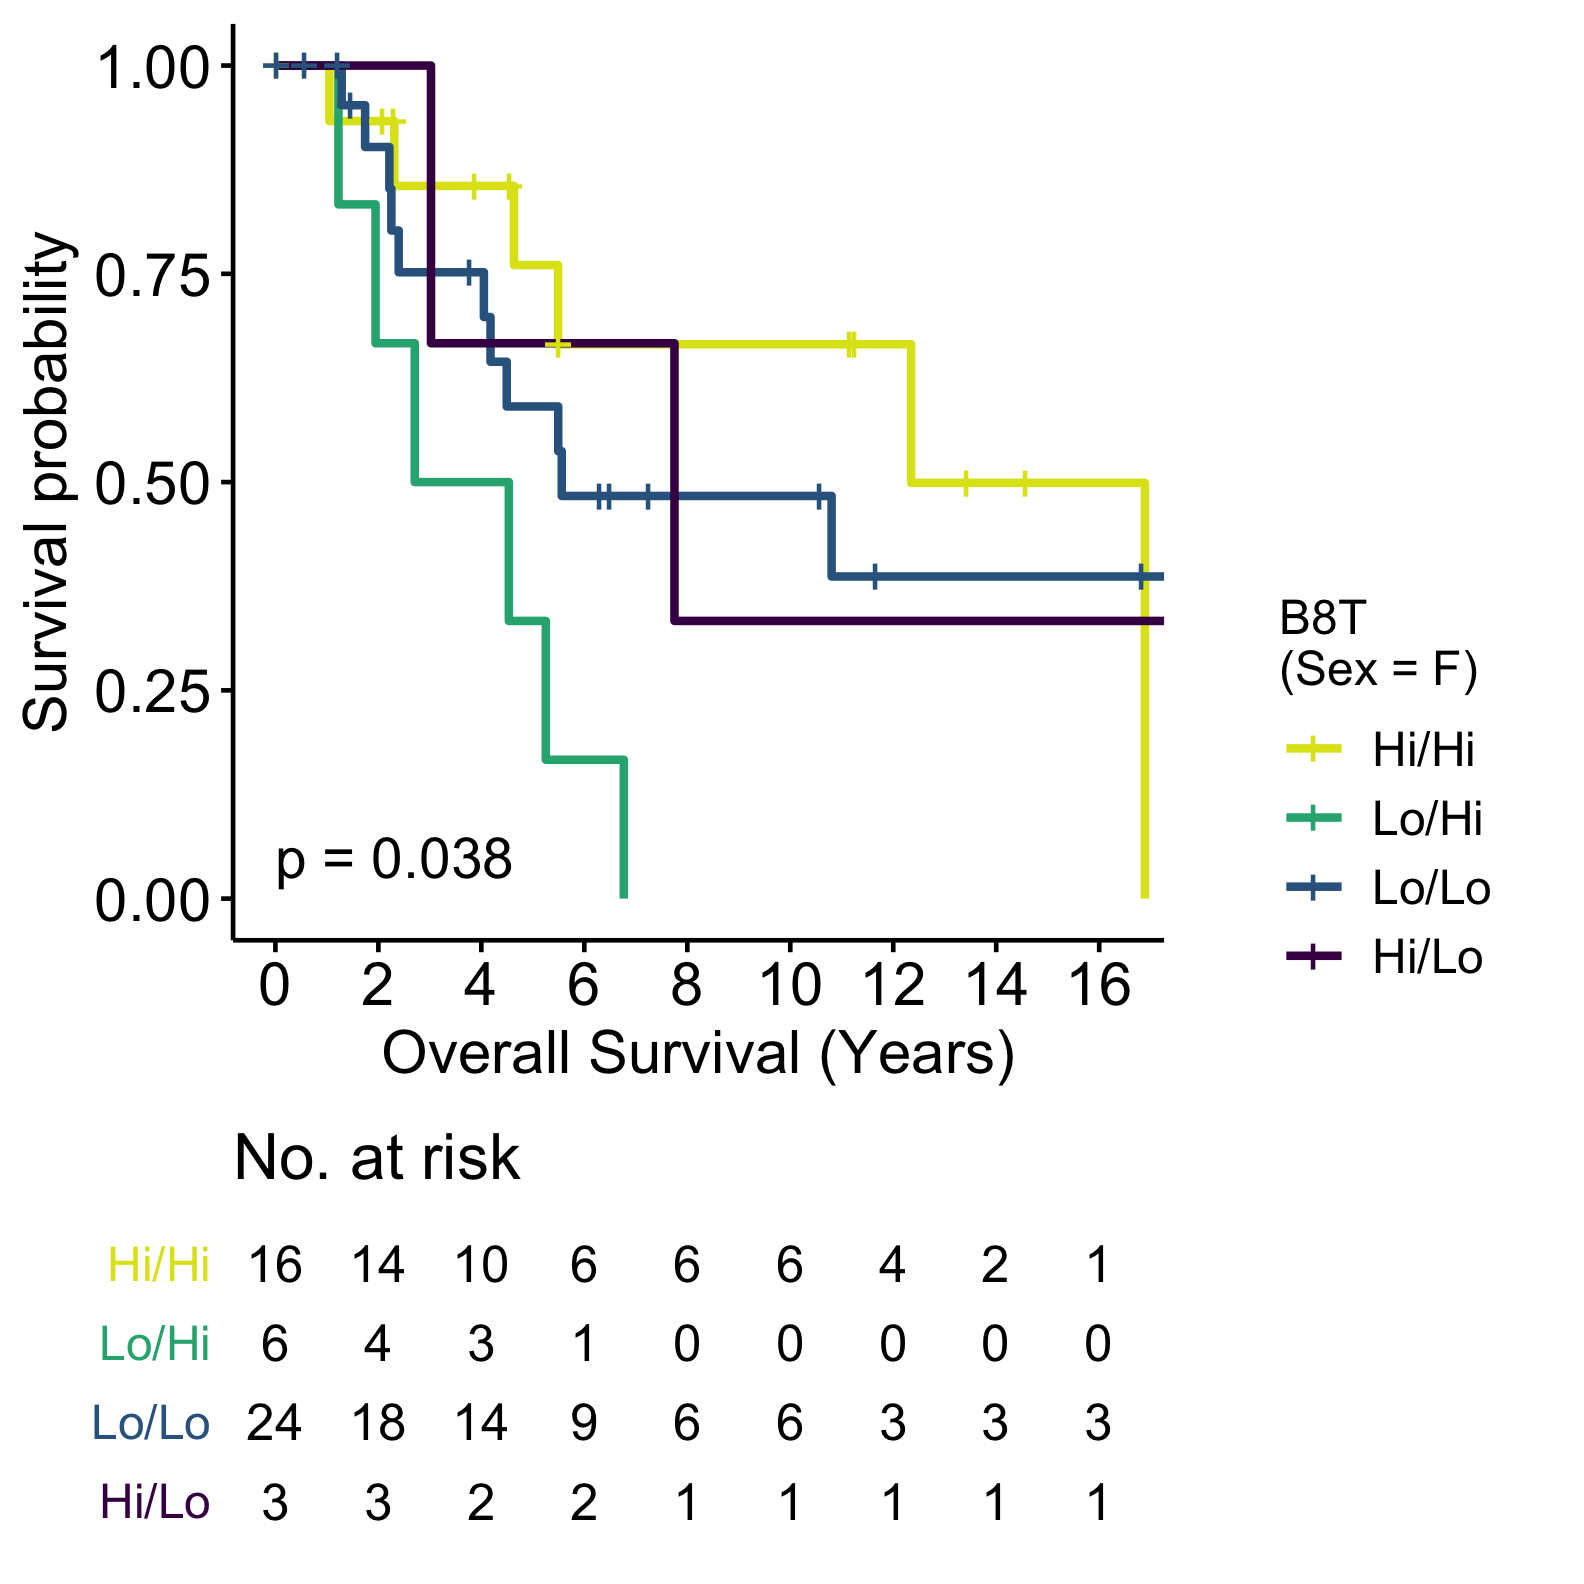 Survival probability
1.00
0.75
0.50
0.25
0.00
p = 0.038
0 2 4 6 8 10 12 14 16
Overall Survival (Years)
B8T
(Sex = F)
Hi/Hi
Lo/Hi
Lo/Lo
Hi/Lo
No. at risk
Hi/Hi 16 14 10 6 6 6 4 2 1
Lo/Hi 6 4 3 1 0 0 0 0 0
Lo/Lo 24 18 14 9 6 6 3 3 3
Hi/Lo 3 3 2 2 1 1 1 1 1